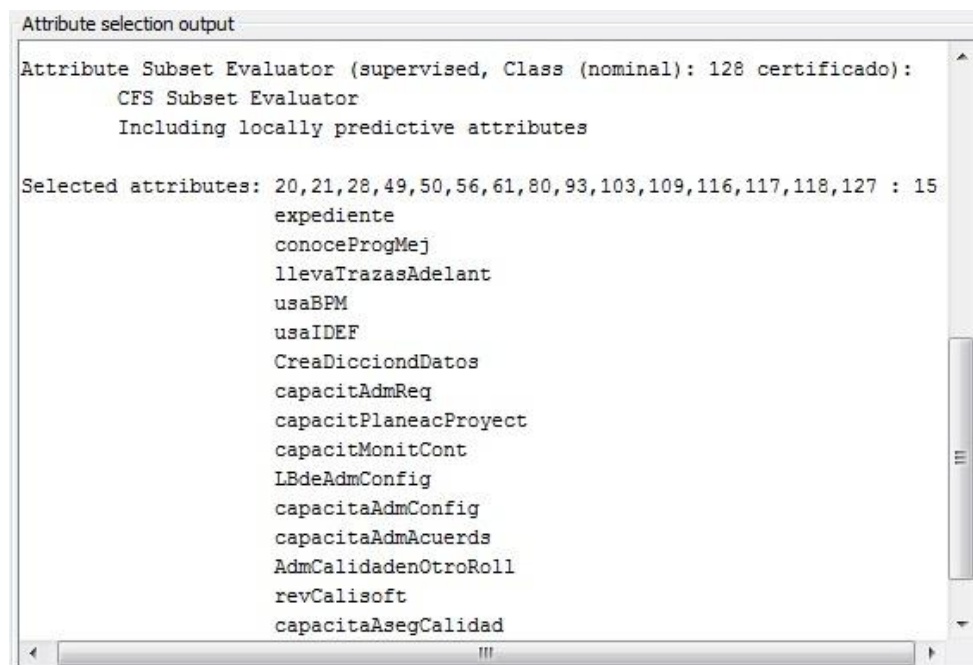 Attribute selection output
Attribute Subset Evaluator (supervised, Class (nominal): 128 certificado):
CFS Subset Evaluator
Including locally predictive attributes
Selected attributes: 20,21,28,49,50,56,61,80,93,103,109,116,117,118,127 : 15
expediente
conoceProgMej
llevaTrazasAdelant
usaBPM
usaIDEF
CreaDicciondDatos
capacitAdmReq
capacitPlaneacProyect
capacitMonitCont
LBdeAdmConfig
capacitaAdmConfig
capacitaAdmAcuerds
AdmCalidadenOtroRoll
revCalisoft
capacitaAsegCalidad